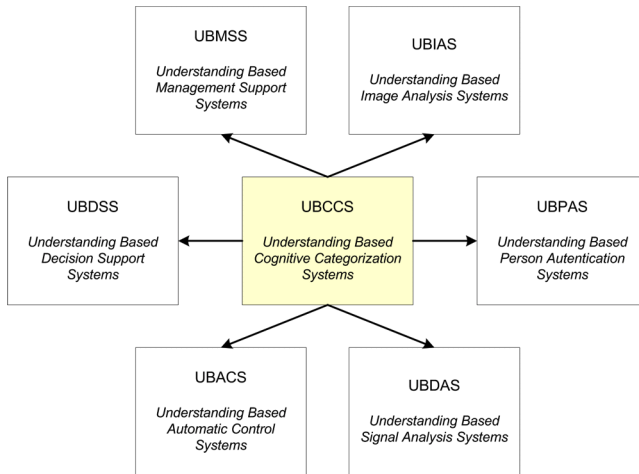 UBMSS
Understanding Based
Management Support
Systems
UBIAS
Understanding Based
Image Analysis Systems
UBDSS
Understanding Based
Decision Support
Systems
UBCCS
Understanding Based
Cognitive Categorization
Systems
UBPAS
Understanding Based
Person Autentication
Systems
UBACS
Understanding Based
Automatic Control
Systems
UBDAS
Understanding Based
Signal Analysis Systems